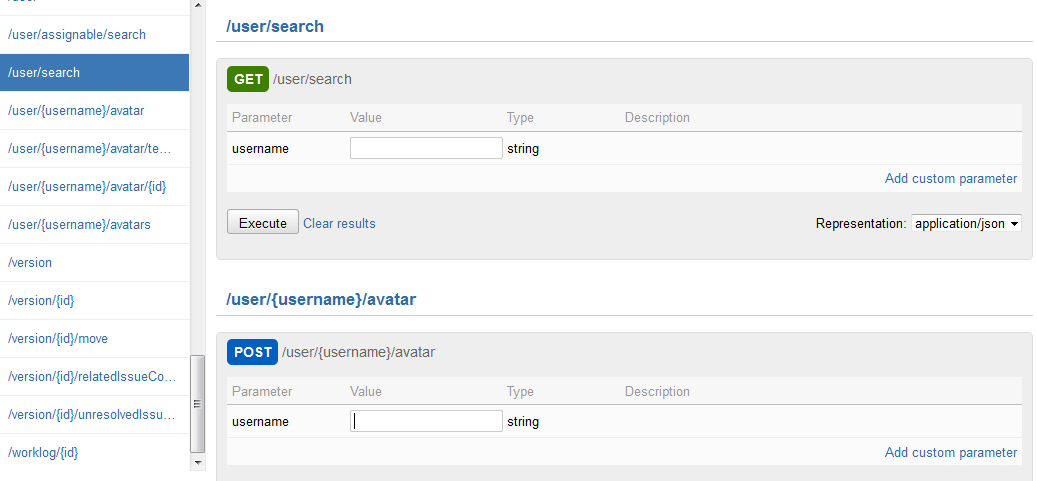 /user/assignable/search
/user/search
/user/{username}/avatar
/user/{username}/avatar/te...
/user/{username}/avatar/{id}
/user/{username}/avatars
/version
/version/{id}
/version/{id}/move
/version/{id}/relatedIssueCo...
/version/{id}/unresolvedIssu...
/worklog/{id}
/user/search
GET /user/search
Parameter Value Type Description
username string
Add custom parameter
Execute Clear results Representation: application/json
/user/{username}/avatar
POST /user/{username}/avatar
Parameter Value Type Description
username string
Add custom parameter